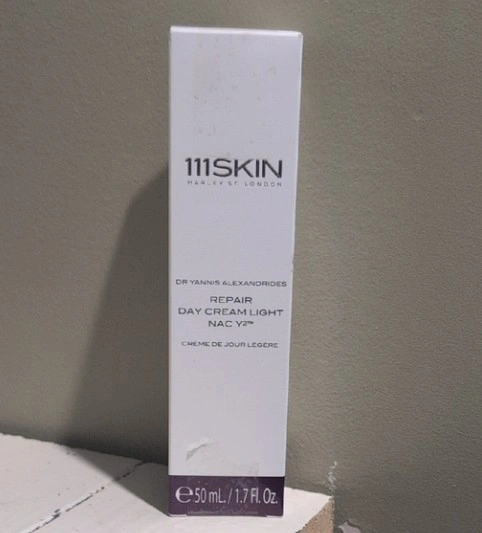 111SKIN
HARLEY ST. LONDON
DR YANNIS ALEXANDRIDES
REPAIR
DAY CREAM LIGHT
NAC Y²™
CRÈME DE JOUR LÉGÈRE
℮50 mL./1.7 Fl. Oz.